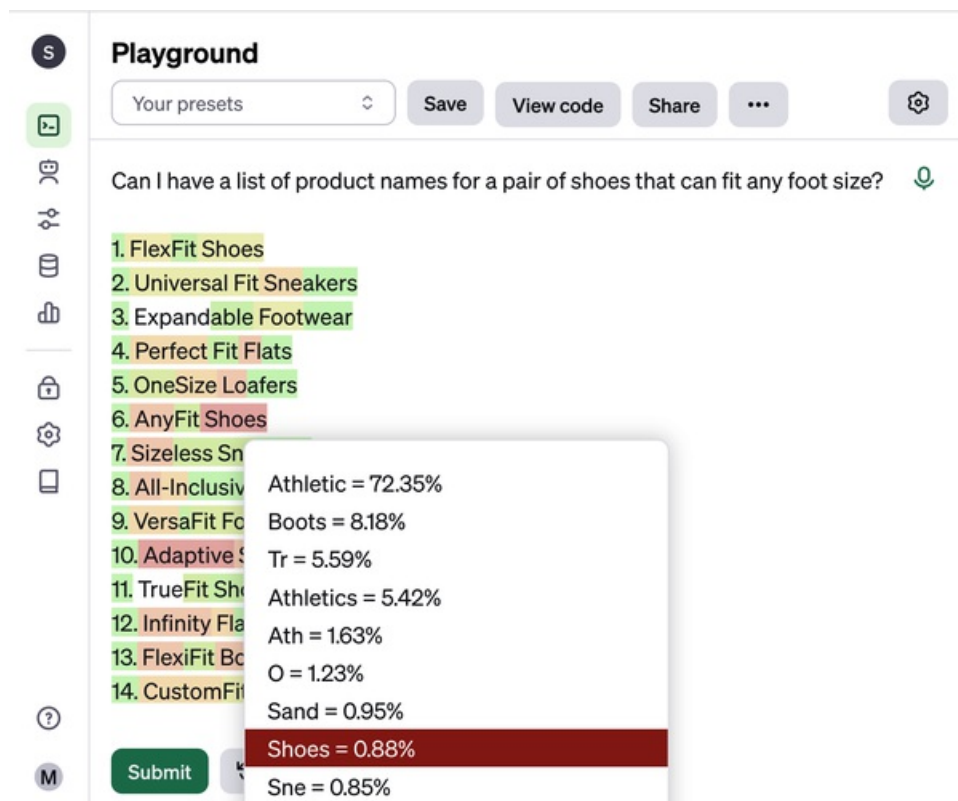 S
Playground
Your presets
Save
View code
Share
Can I have a list of product names for a pair of shoes that can fit any foot size?
1. FlexFit Shoes
2. Universal Fit Sneakers
3. Expandable Footwear
4. Perfect Fit Flats
5. OneSize Loafers
6. AnyFit Shoes
7. Sizeless Sn
8. All-Inclusiv
9. VersaFit Fo
10. Adaptive S
11. TrueFit Sho
12. Infinity Fla
13. FlexiFit Bo
14. CustomFit
Athletic = 72.35%
Boots = 8.18%
Tr = 5.59%
Athletics = 5.42%
Ath = 1.63%
O = 1.23%
Sand = 0.95%
Shoes = 0.88%
Sne = 0.85%
Submit
M